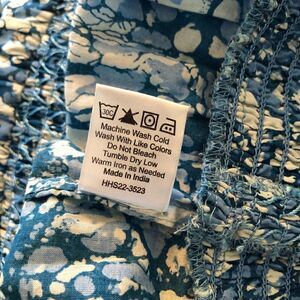 30C
Machine Wash Cold
Wash With Like Colors
Do Not Bleach
Tumble Dry Low
Warm Iron as Needed
Made in India
HHS22-3523